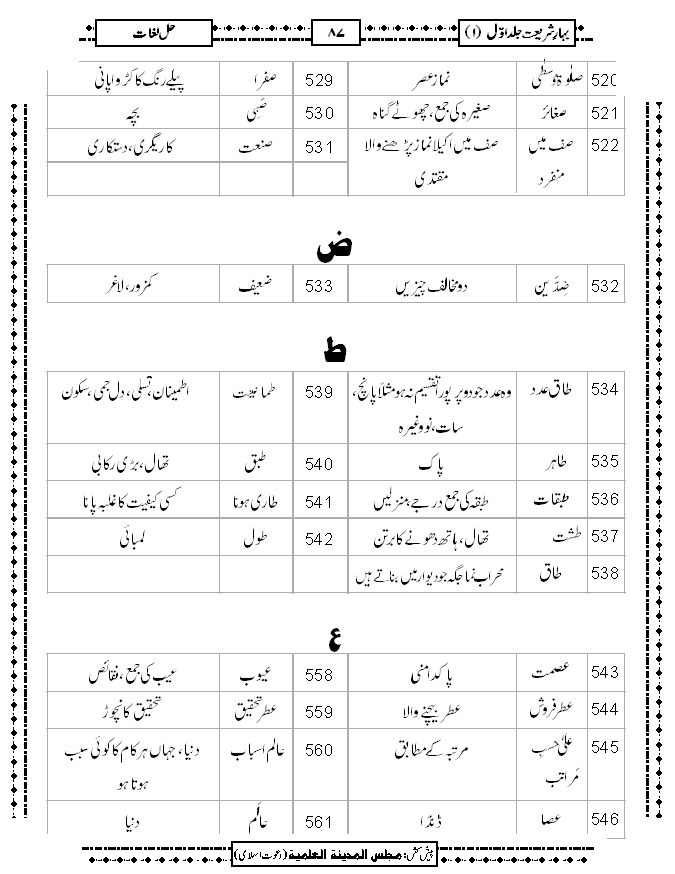 بہارِ شریعت جلد اوّل (۱) ۸۷ حل لغات
520 صلوٰۃ وُسطٰی نماز عصر 529 صفرا پیلے رنگ کا کڑوا پانی
521 صغائر صغیرہ کی جمع، چھوٹے گناہ 530 صَبِی بچہ
522 صف میں صف میں اکیلا نماز پڑھنے والا 531 صنعت کاریگری، دستکاری
منفرد مقتدی
ض
532 ضِدَّین دو مخالف چیزیں 533 ضعیف کمزور، لاغر
ط
534 طاق عدد وہ عدد جو دو پر پورا تقسیم نہ ہو مثلاً پانچ، 539 طمانیت اطمینان، تسلی، دل جمی، سکون
سات، نو وغیرہ
535 طاہر پاک 540 طبق تھال، بڑی رکابی
536 طبقات طبقہ کی جمع درجے، منزلیں 541 طاری ہونا کسی کیفیت کا غلبہ پانا
537 طشت تھال، ہاتھ دھونے کا برتن 542 طول لمبائی
538 طاق محراب نما جگہ جو دیوار میں بناتے ہیں
ع
543 عصمت پاکدامنی 558 عیوب عیب کی جمع، نقائص
544 عطر فروش عطر بیچنے والا 559 عطر تحقیق تحقیق کا نچوڑ
545 علیٰ حسبِ مرتبہ کے مطابق 560 عالم اسباب دنیا، جہاں ہر کام کا کوئی سبب
مَراتب ہوتا ہو
546 عصا ڈنڈا 561 عالَم دنیا
پیش کش: مجلس المدینۃ العلمیۃ (دعوت اسلامی)